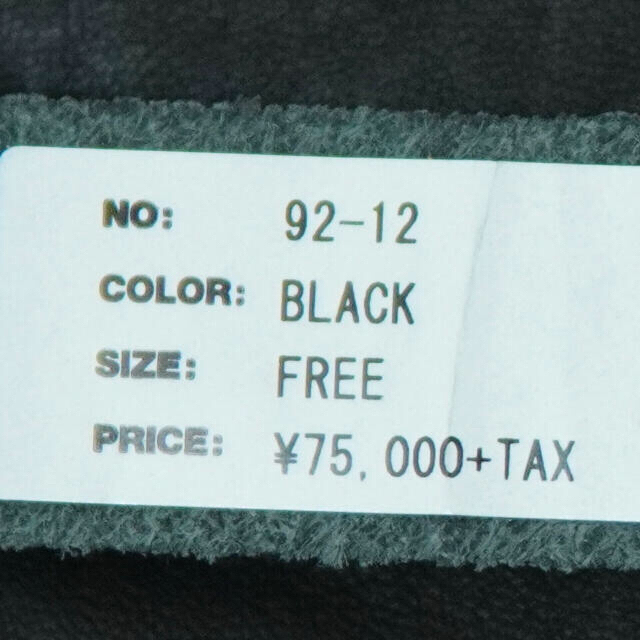 NO: 92-12
COLOR: BLACK
SIZE: FREE
PRICE: ¥75,000+TAX